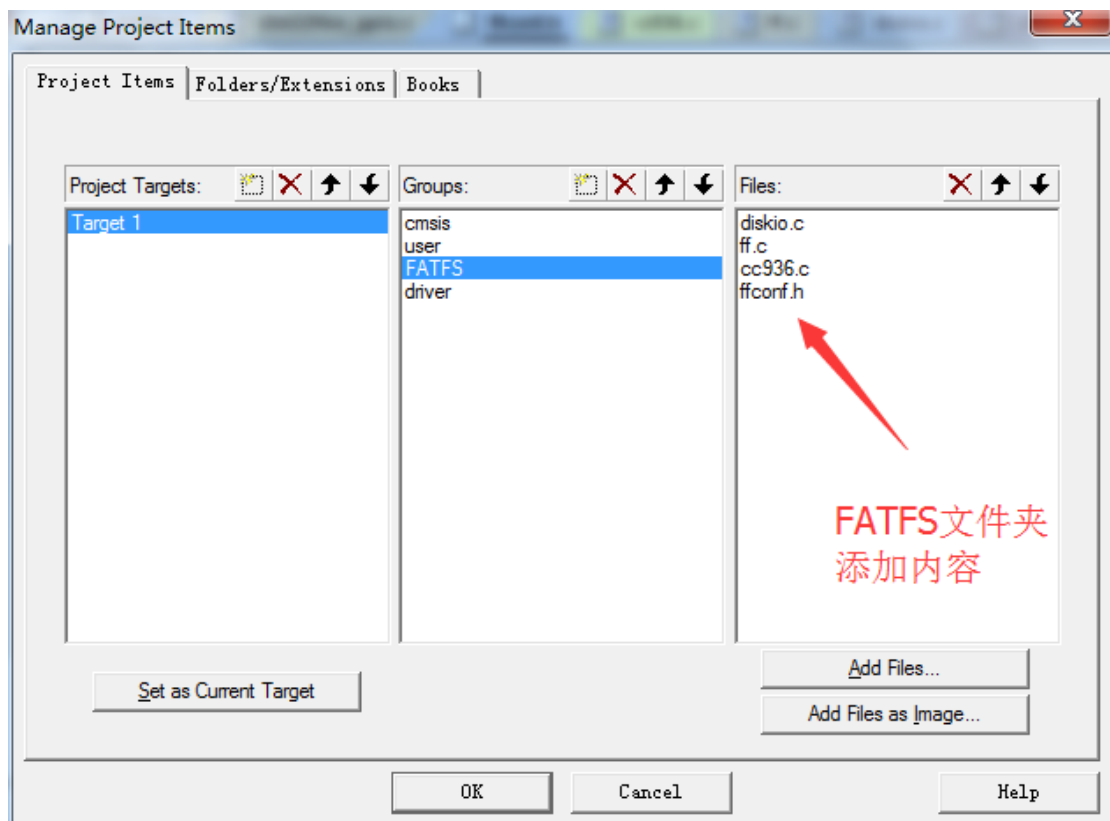 Manage Project Items
Project Items
Folders/Extensions
Books
Project Targets:
Groups:
Files:
Target 1
cmsis
user
FATFS
driver
diskio.c
ff.c
cc936.c
ffconf.h
FATFS文件夹
添加内容
Set as Current Target
Add Files...
Add Files as Image...
OK
Cancel
Help